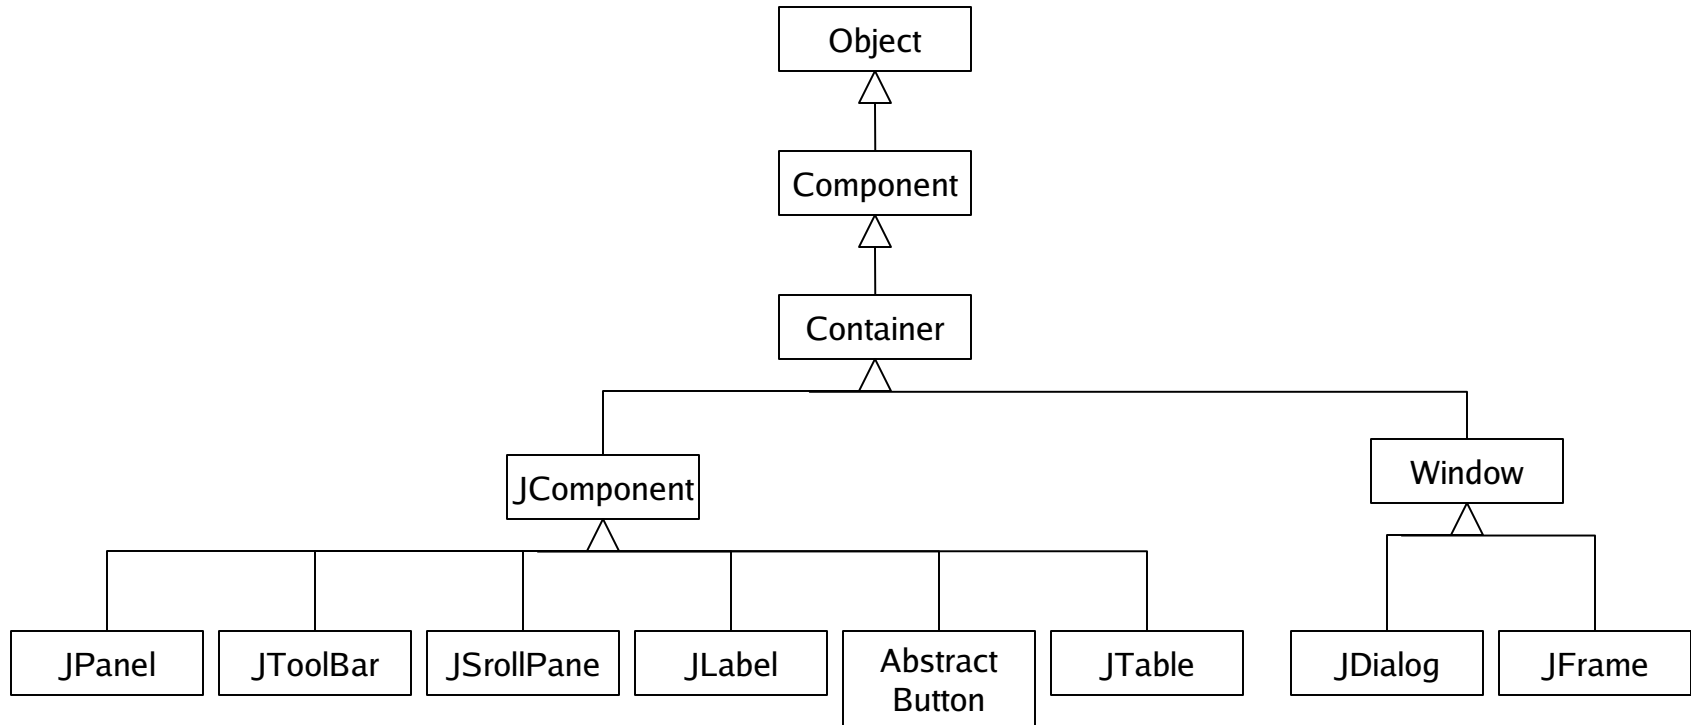 Object
Component
Container
JComponent
Window
JPanel
JToolBar
JSrollPane
JLabel
Abstract
Button
JTable
JDialog
JFrame